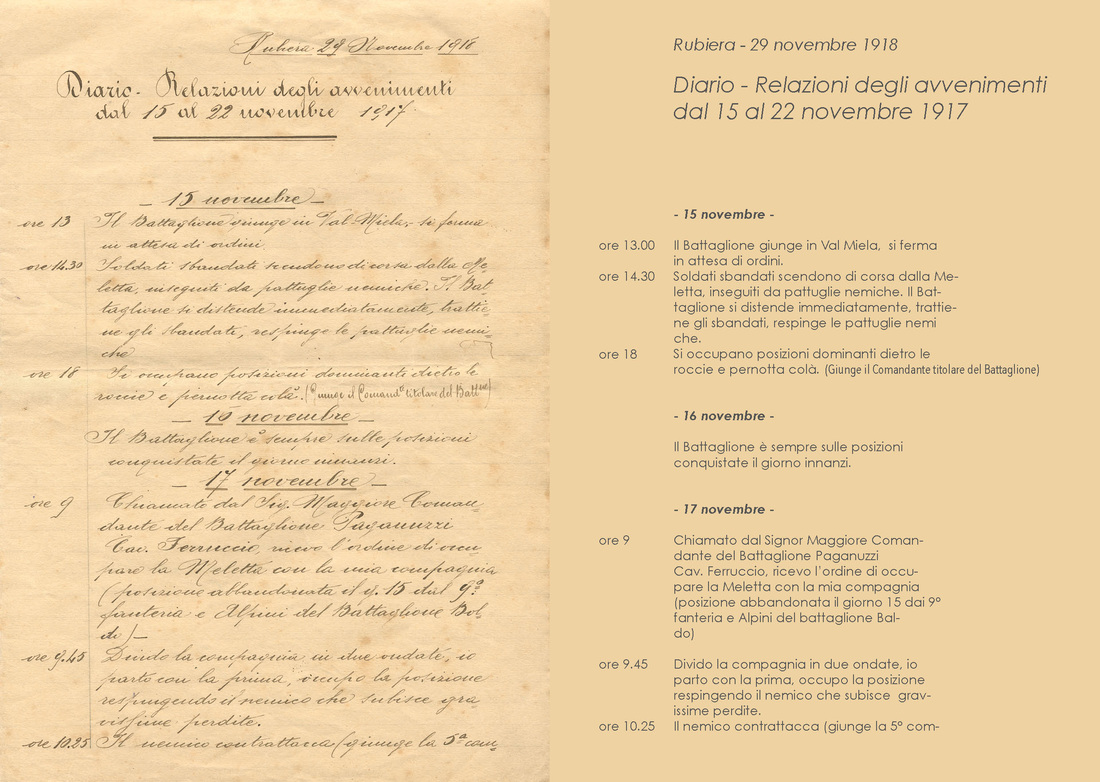 Rubiera 29 Novembre 1918
Diario - Relazioni degli avvenimenti
dal 15 al 22 novembre 1917
- 15 novembre -
ore 13 Il Battaglione giunge in Val-Miela, si ferma
in attesa di ordini
ore 14.30 Soldati sbandati scendono di corsa dalla Me-
letta, inseguiti da pattuglie nemiche. Il Bat-
taglione si distende immediatamente, trattie-
ne gli sbandati, respinge le pattuglie nemi-
che
ore 18 Si occupano posizioni dominanti dietro le
roccie e pernotta colà. (Giunge il Comandte titolare del Battne)
- 16 novembre -
Il Battaglione è sempre sulle posizioni
conquistate il giorno innanzi.
- 17 novembre -
ore 9 Chiamato dal Sig. Maggiore Coman-
dante del Battaglione Paganuzzi
Cav. Ferruccio, ricevo l'ordine di occu-
pare la Meletta con la mia compagnia
(posizione abbandonata il g. 15 dal 9°
fanteria e Alpini del Battaglione Bal-
do) -
ore 9.45 Divido la compagnia in due ondate, io
parto con la prima, occupo la posizione
respingendo il nemico che subisce gra-
vissime perdite.
ore 10.25 Il nemico contrattacca (giunge la 5ª com-
Rubiera - 29 novembre 1918
Diario - Relazioni degli avvenimenti
dal 15 al 22 novembre 1917
- 15 novembre -
ore 13.00 Il Battaglione giunge in Val Miela, si ferma
in attesa di ordini.
ore 14.30 Soldati sbandati scendono di corsa dalla Me-
letta, inseguiti da pattuglie nemiche. Il Bat-
taglione si distende immediatamente, trattie-
ne gli sbandati, respinge le pattuglie nemi
che.
ore 18 Si occupano posizioni dominanti dietro le
roccie e pernotta colà. (Giunge il Comandante titolare del Battaglione)
- 16 novembre -
Il Battaglione è sempre sulle posizioni
conquistate il giorno innanzi.
- 17 novembre -
ore 9 Chiamato dal Signor Maggiore Coman-
dante del Battaglione Paganuzzi
Cav. Ferruccio, ricevo l'ordine di occu-
pare la Meletta con la mia compagnia
(posizione abbandonata il giorno 15 dai 9°
fanteria e Alpini del battaglione Bal-
do)
ore 9.45 Divido la compagnia in due ondate, io
parto con la prima, occupo la posizione
respingendo il nemico che subisce grav-
issime perdite.
ore 10.25 Il nemico contrattacca (giunge la 5° com-